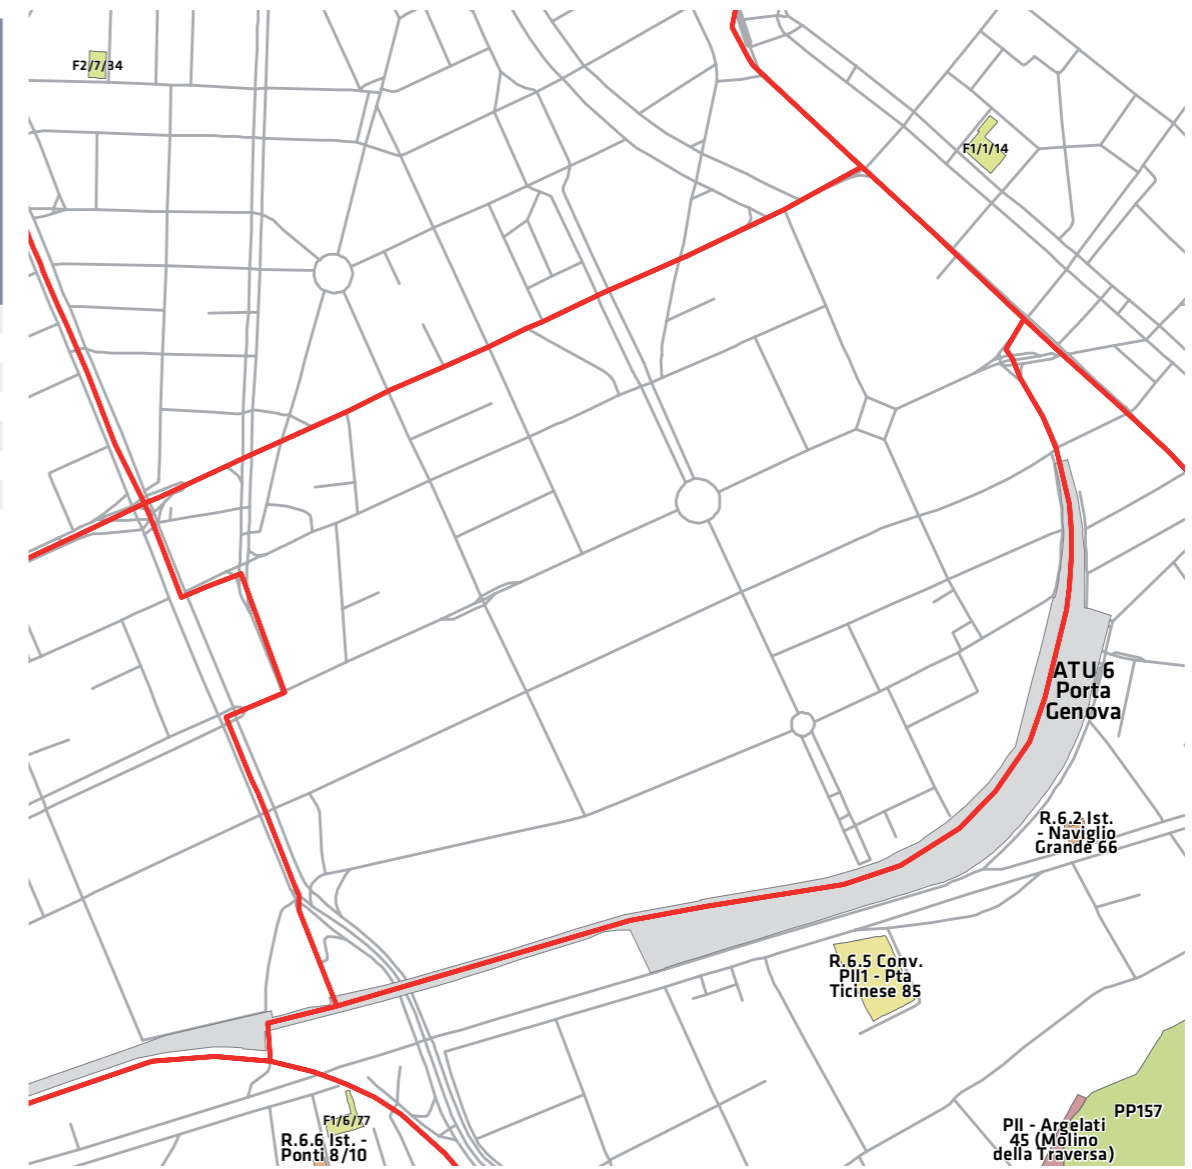 F2/7/34
F1/1/14
ATU 6
Porta
Genova
R.6.2 Ist.
- Naviglio
Grande 66
R.6.5 Conv.
PII1 - Pta
Ticinese 85
F1/6/77
R.6.6 Ist. -
Ponti 8/10
PII - Argelati
45 (Molino
della Traversa)
PP157